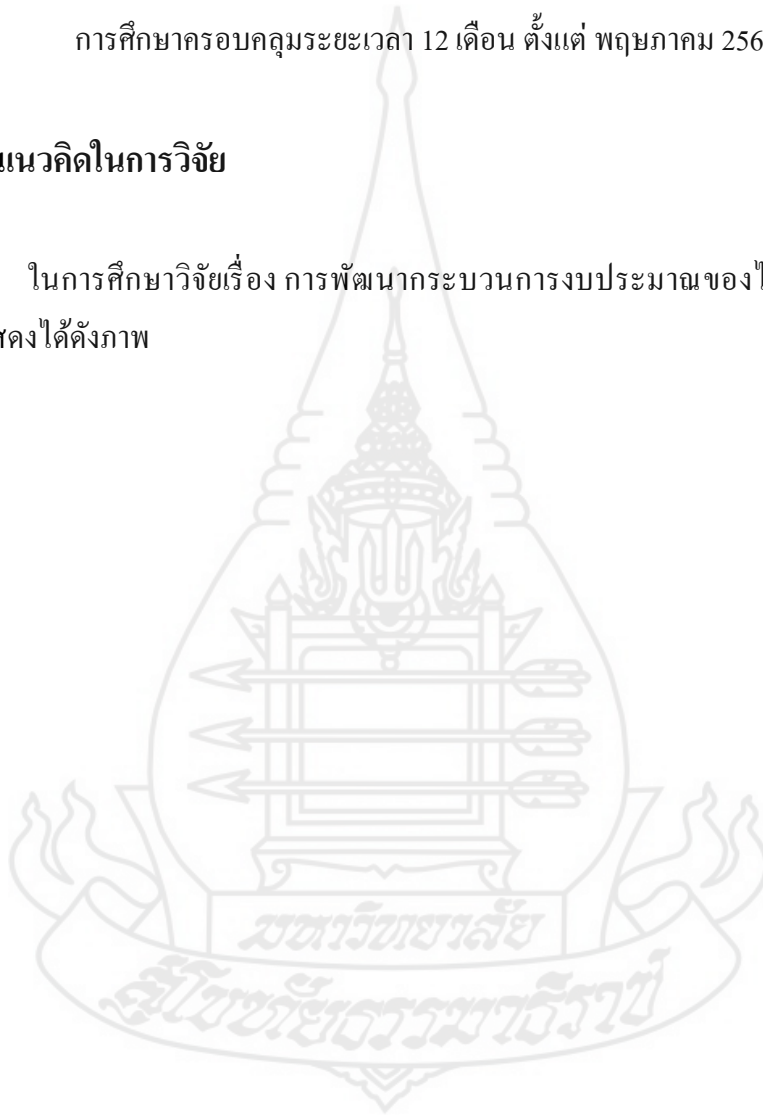 การศึกษาครอบคลุมระยะเวลา 12 เดือน ตั้งแต่ พฤษภาคม 256
แนวคิดในการวิจัย
ในการศึกษาวิจัยเรื่อง การพัฒนากระบวนการงบประมาณของไ
สดงได้ดังภาพ
มหาวิทยาลัย
สุโขทัยธรรมาธิราช